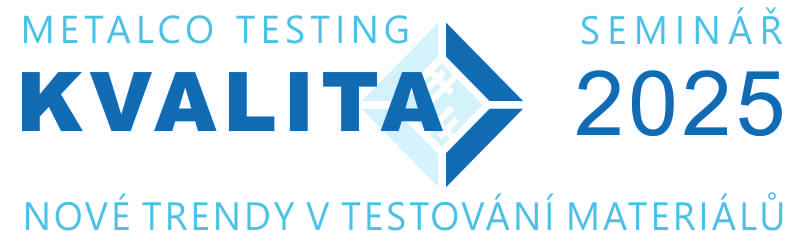 METALCO TESTING SEMINÁŘ
KVALITA 2025
NOVÉ TRENDY V TESTOVÁNÍ MATERIÁLŮ